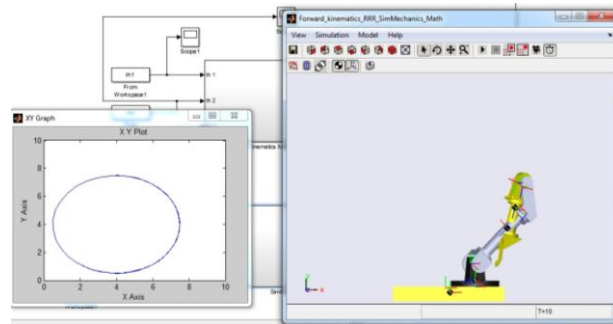 Forward_kinematics_RRR_SimMechanics_Math
View Simulation Model Help
Scope1
th1
From
Workspace1
th 1
th 2
XY Graph
X Y Plot
10
8
6
4
2
0
0 2 4 6 8 10
Y Axis
X Axis
T=10